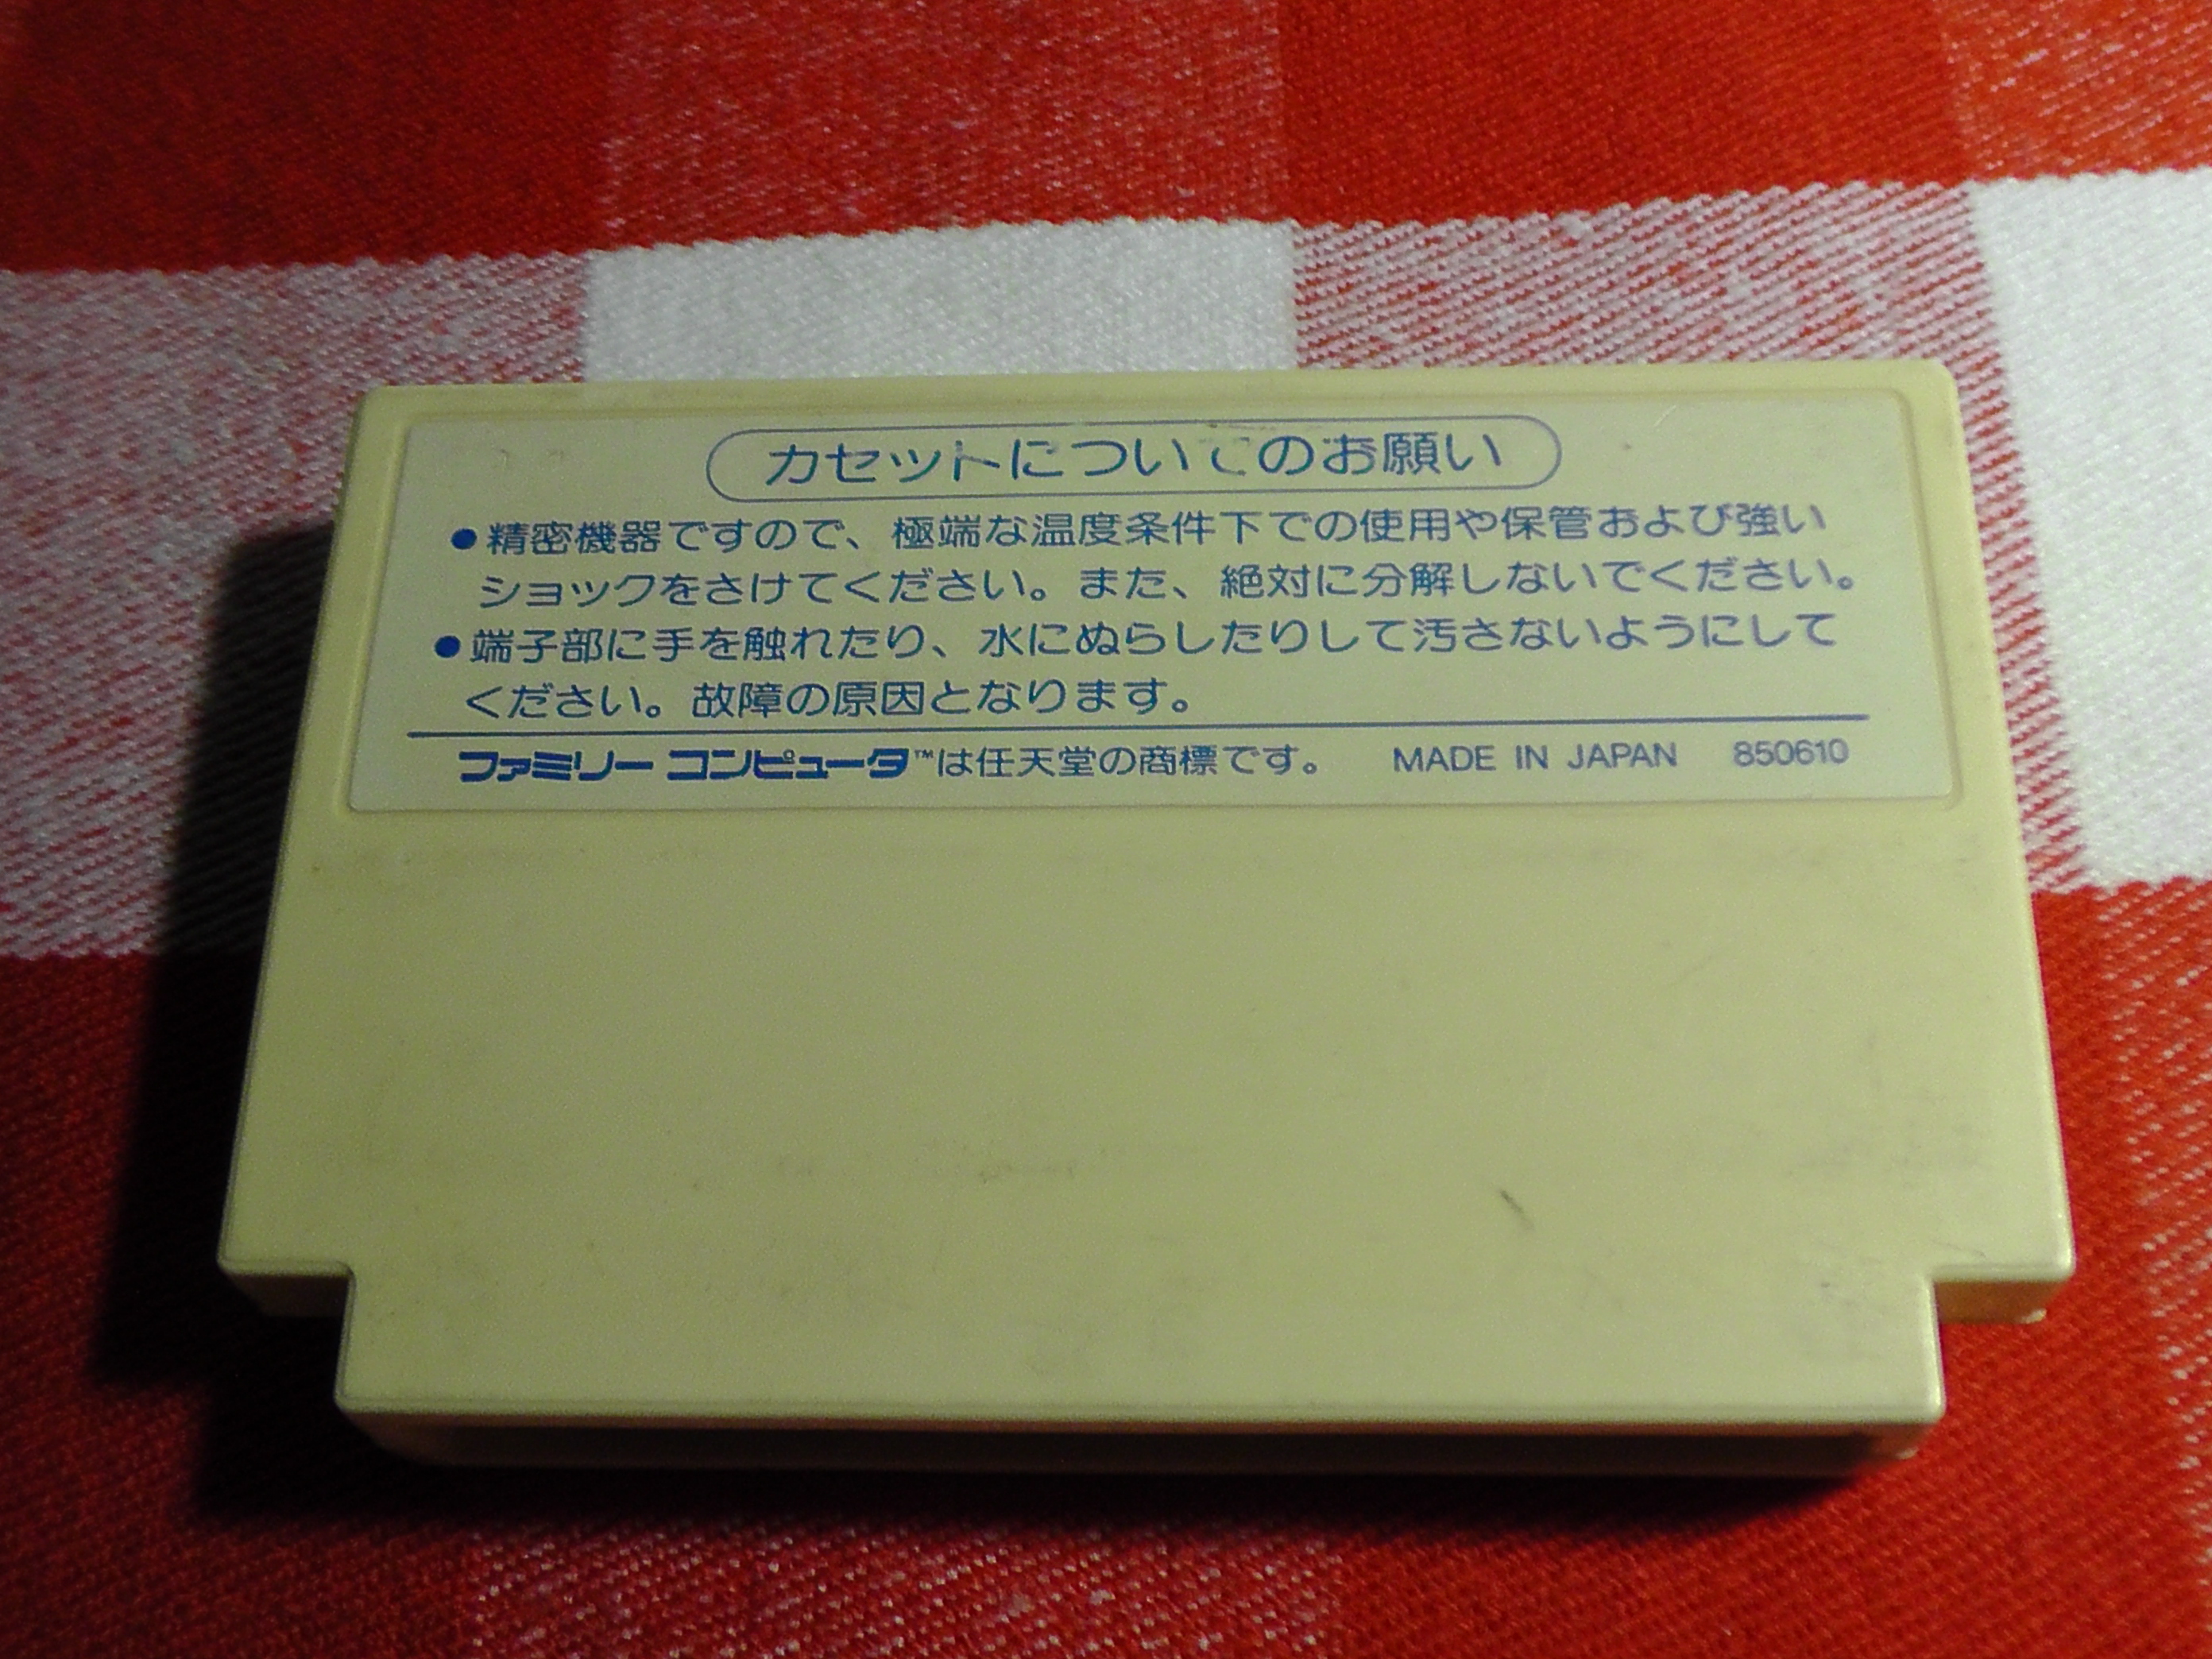 カセットについてのお願い
●精密機器ですので、極端な温度条件下での使用や保管および強い
ショックをさけてください。また、絶対に分解しないでください。
●端子部に手を触れたり、水にぬらしたりして汚さないようにして
ください。故障の原因となります。
ファミリー コンピュータ™は任天堂の商標です。 MADE IN JAPAN 850610